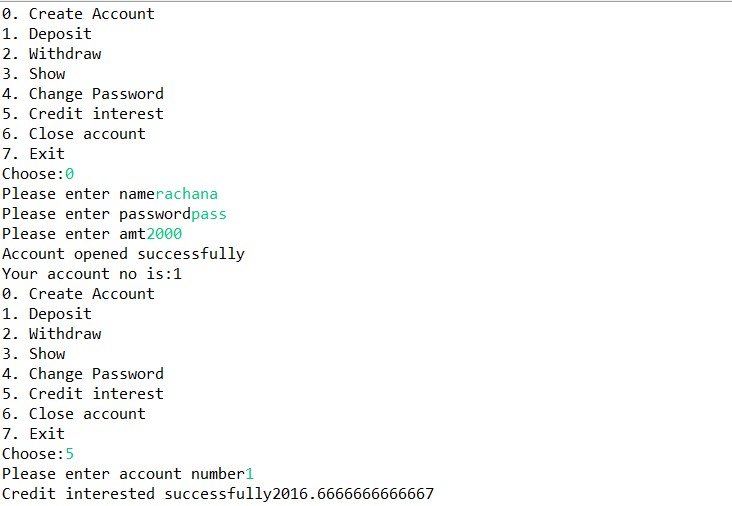 0. Create Account
1. Deposit
2. Withdraw
3. Show
4. Change Password
5. Credit interest
6. Close account
7. Exit
Choose:0
Please enter namerachana
Please enter passwordpass
Please enter amt2000
Account opened successfully
Your account no is:1
0. Create Account
1. Deposit
2. Withdraw
3. Show
4. Change Password
5. Credit interest
6. Close account
7. Exit
Choose:5
Please enter account number1
Credit interested successfully2016.6666666666667